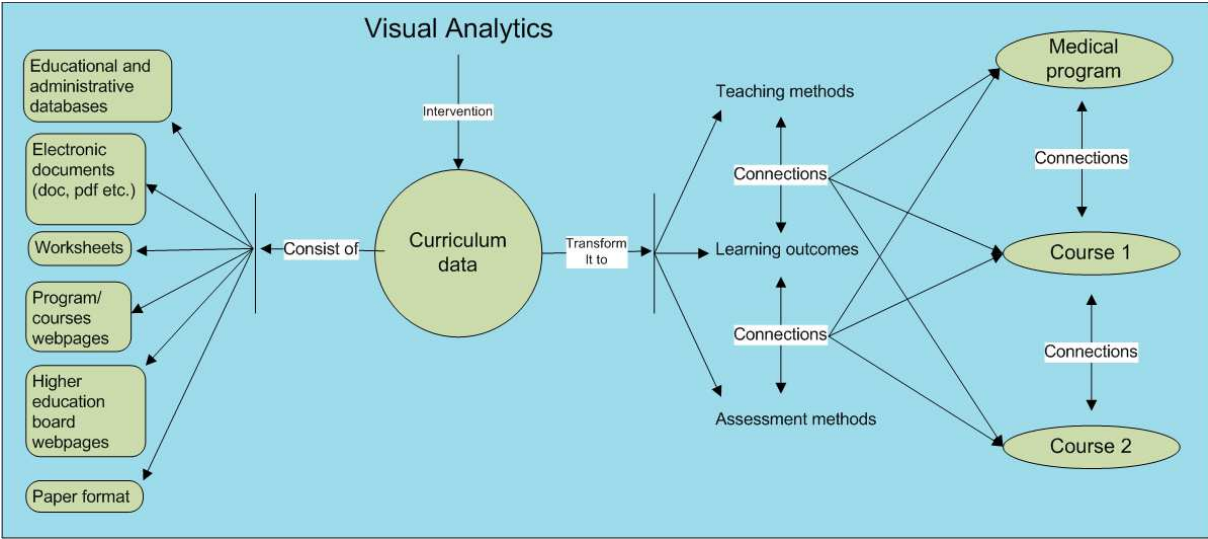 Visual Analytics
Educational and
administrative
databases
Electronic
documents
(doc, pdf etc.)
Worksheets
Program/
courses
webpages
Higher
education
board
webpages
Paper format
Consist of
Intervention
Curriculum
data
Transform
It to
Teaching methods
Connections
Learning outcomes
Connections
Assessment methods
Medical
program
Connections
Course 1
Connections
Course 2